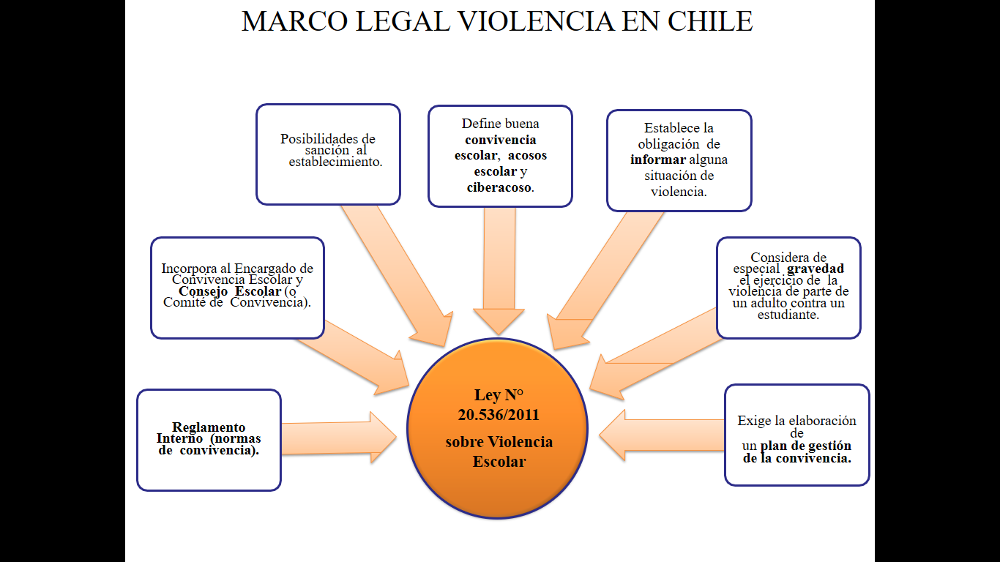 MARCO LEGAL VIOLENCIA EN CHILE
Posibilidades de
sanción al
establecimiento.
Define buena
convivencia
escolar, acosos
escolar y
ciberacoso.
Establece la
obligación de
informar alguna
situación de
violencia.
Incorpora al Encargado de
Convivencia Escolar y
Consejo Escolar (o
Comité de Convivencia).
Considera de
especial gravedad
el ejercicio de la
violencia de parte de
un adulto contra un
estudiante.
Reglamento
Interno (normas
de convivencia).
Ley N°
20.536/2011
sobre Violencia
Escolar
Exige la elaboración
de
un plan de gestión
de la convivencia.